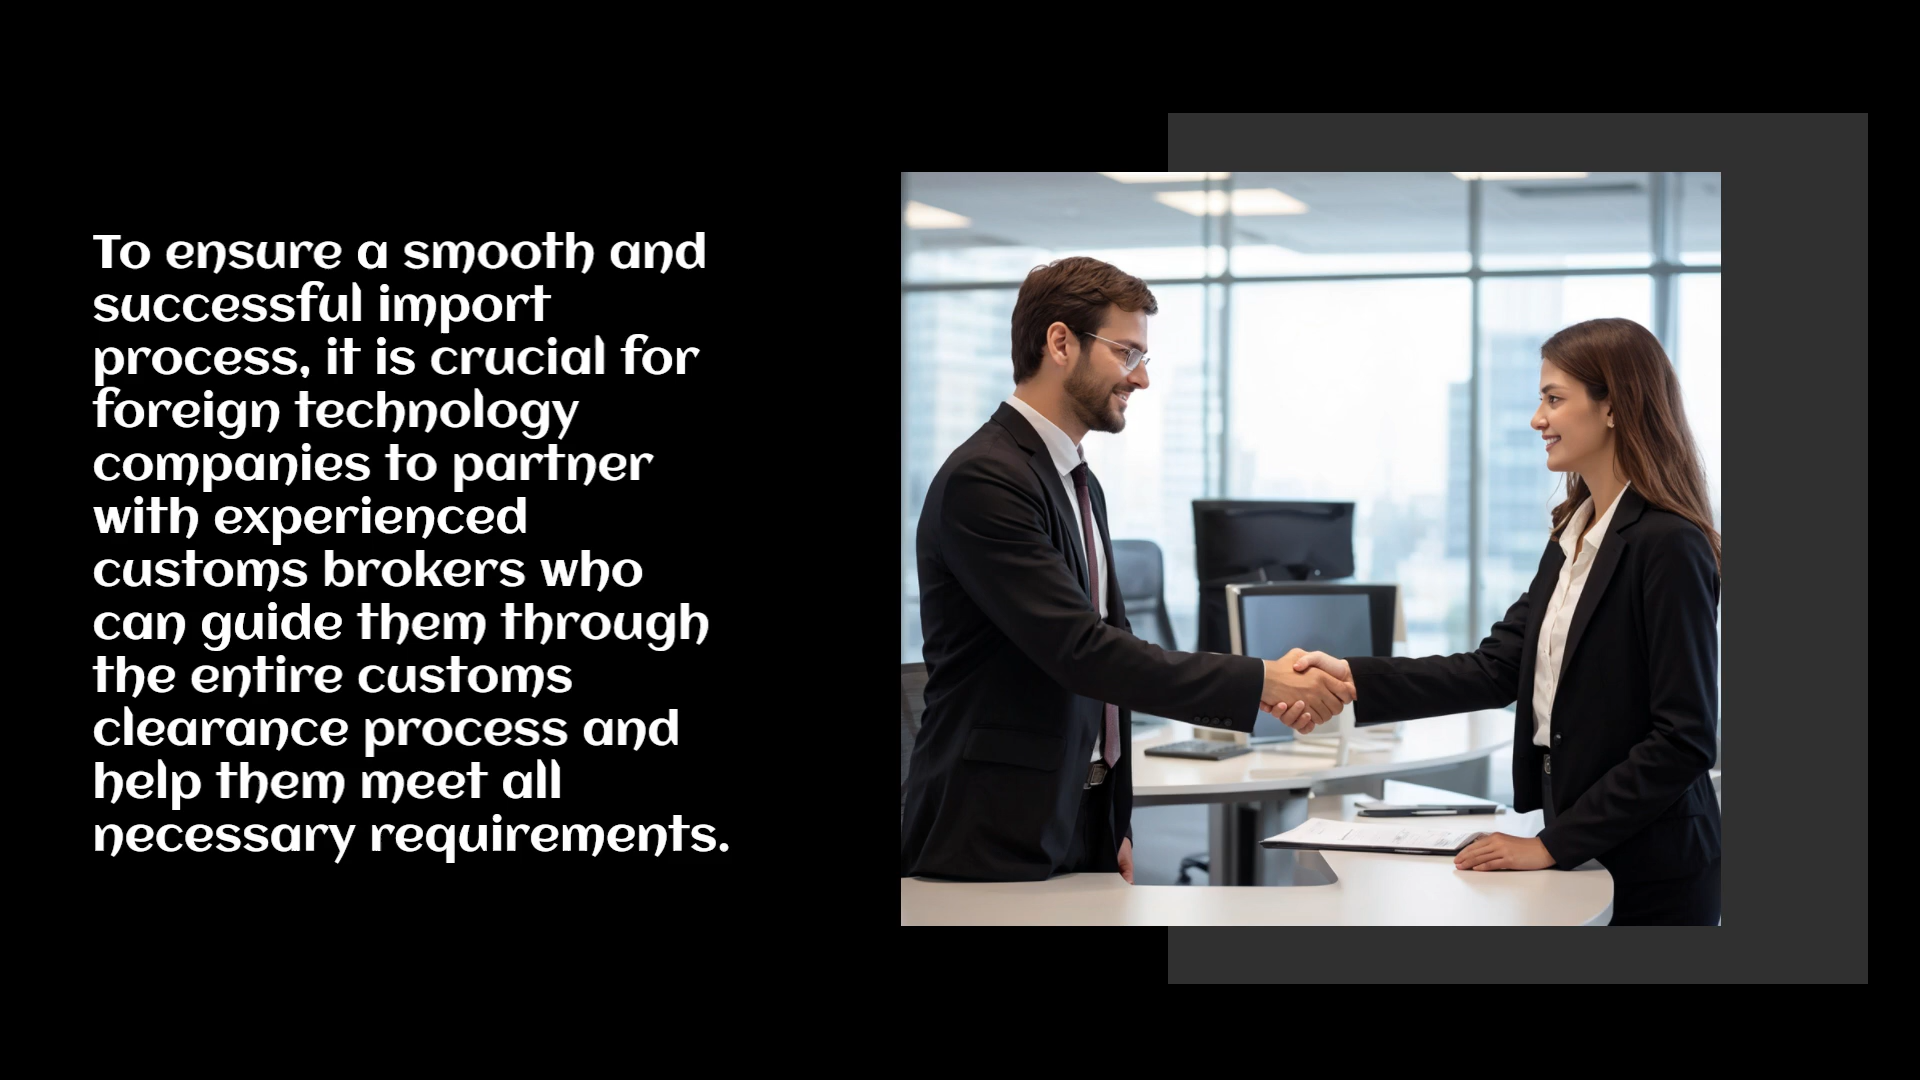 To ensure a smooth and
successful import
process, it is crucial for
foreign technology
companies to partner
with experienced
customs brokers who
can guide them through
the entire customs
clearance process and
help them meet all
necessary requirements.